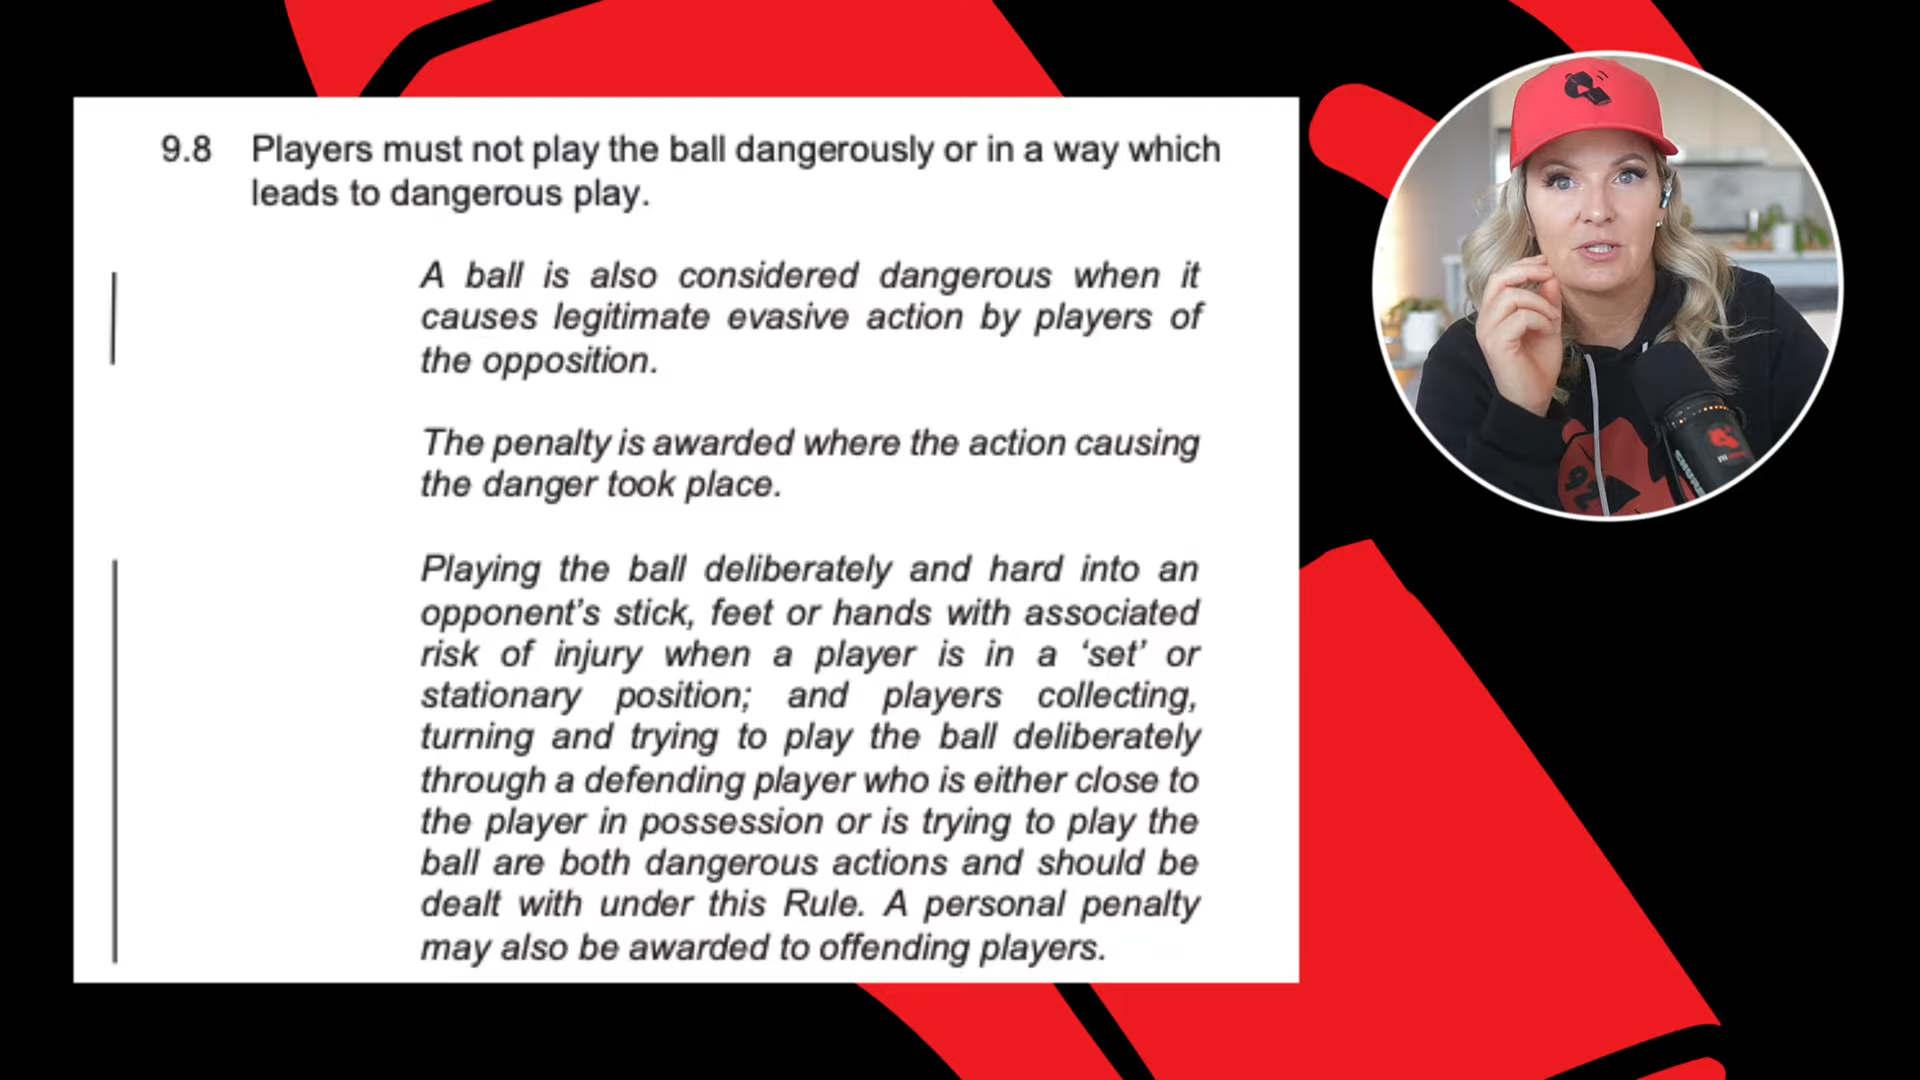 9.8 Players must not play the ball dangerously or in a way which
leads to dangerous play.
A ball is also considered dangerous when it
causes legitimate evasive action by players of
the opposition.
The penalty is awarded where the action causing
the danger took place.
Playing the ball deliberately and hard into an
opponent’s stick, feet or hands with associated
risk of injury when a player is in a ‘set’ or
stationary position; and players collecting,
turning and trying to play the ball deliberately
through a defending player who is either close to
the player in possession or is trying to play the
ball are both dangerous actions and should be
dealt with under this Rule. A personal penalty
may also be awarded to offending players.
SHURE